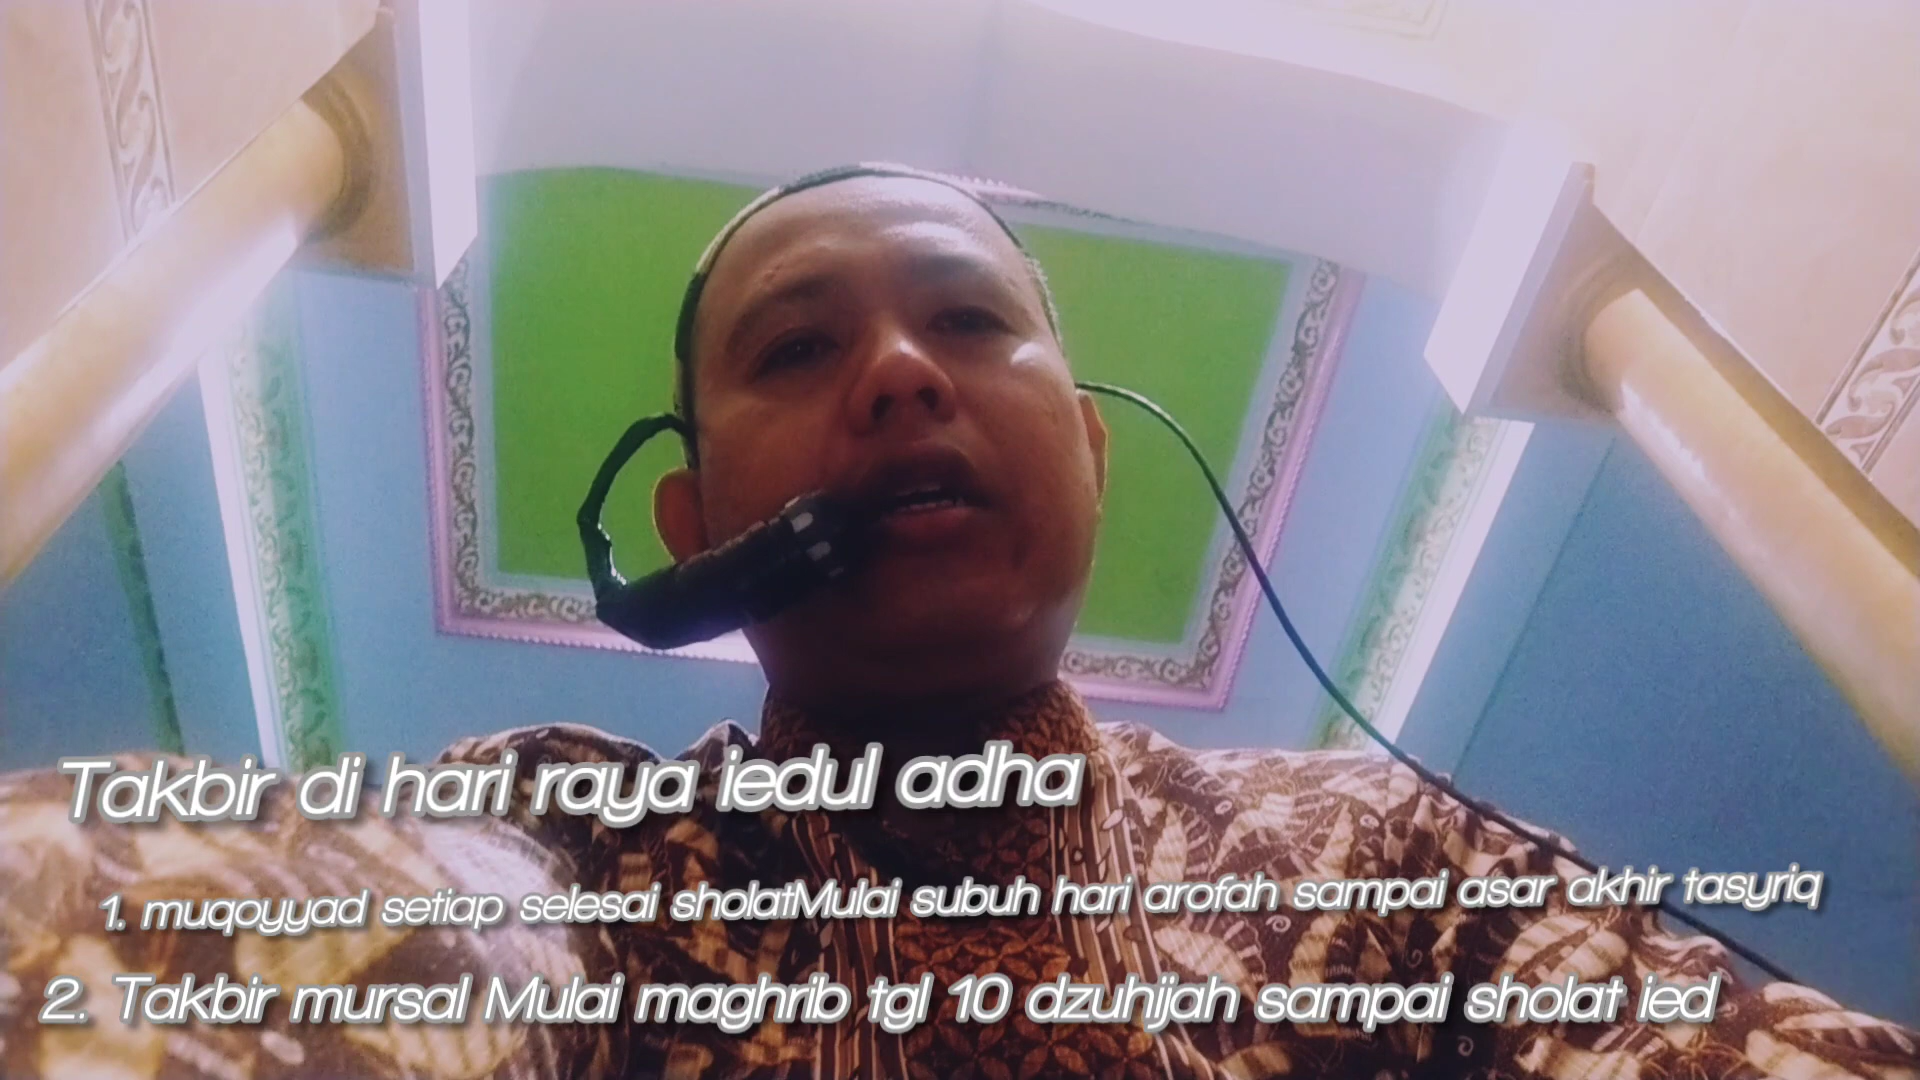 Takbir di hari raya iedul adha
1. muqoyyad setiap selesai sholatMulai subuh hari arofah sampai asar akhir tasyriq
2. Takbir mursal Mulai maghrib tgl 10 dzuhijah sampai sholat ied